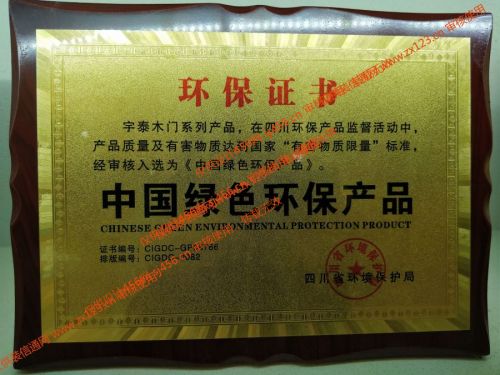 环保证书
宇泰木门系列产品，在四川环保产品监督活动中，
产品质量及有害物质达到国家“有害物质限量”标准，
经审核入选为《中国绿色环保产品》。
中国绿色环保产品
CHINESE GREEN ENVIRONMENTAL PROTECTION PRODUCT
证书编号：
排版编号：
四川省环境保护局